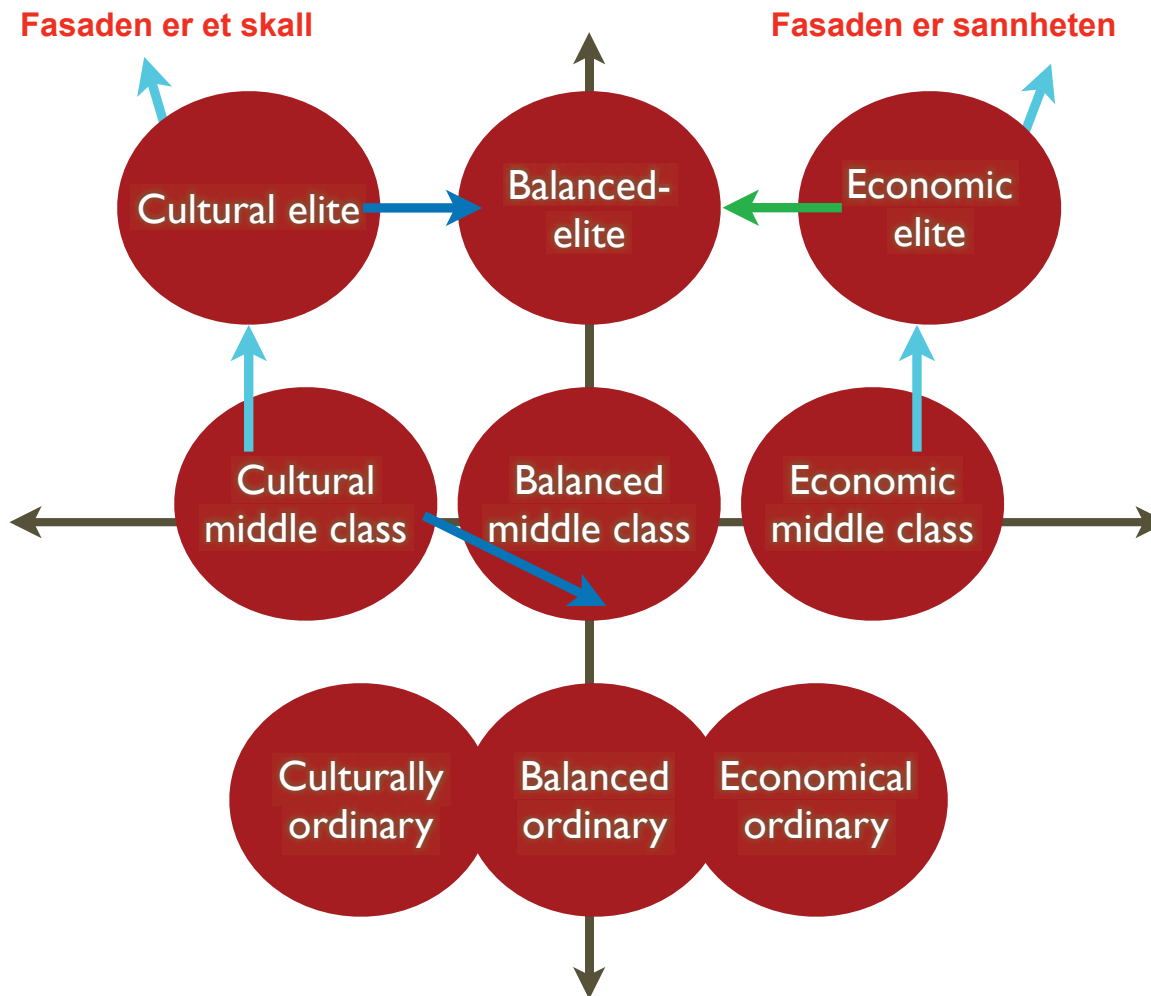 Fasaden er et skall
Fasaden er sannheten
Cultural elite
Balanced-
elite
Economic
elite
Cultural
middle class
Balanced
middle class
Economic
middle class
Culturally
ordinary
Balanced
ordinary
Economical
ordinary